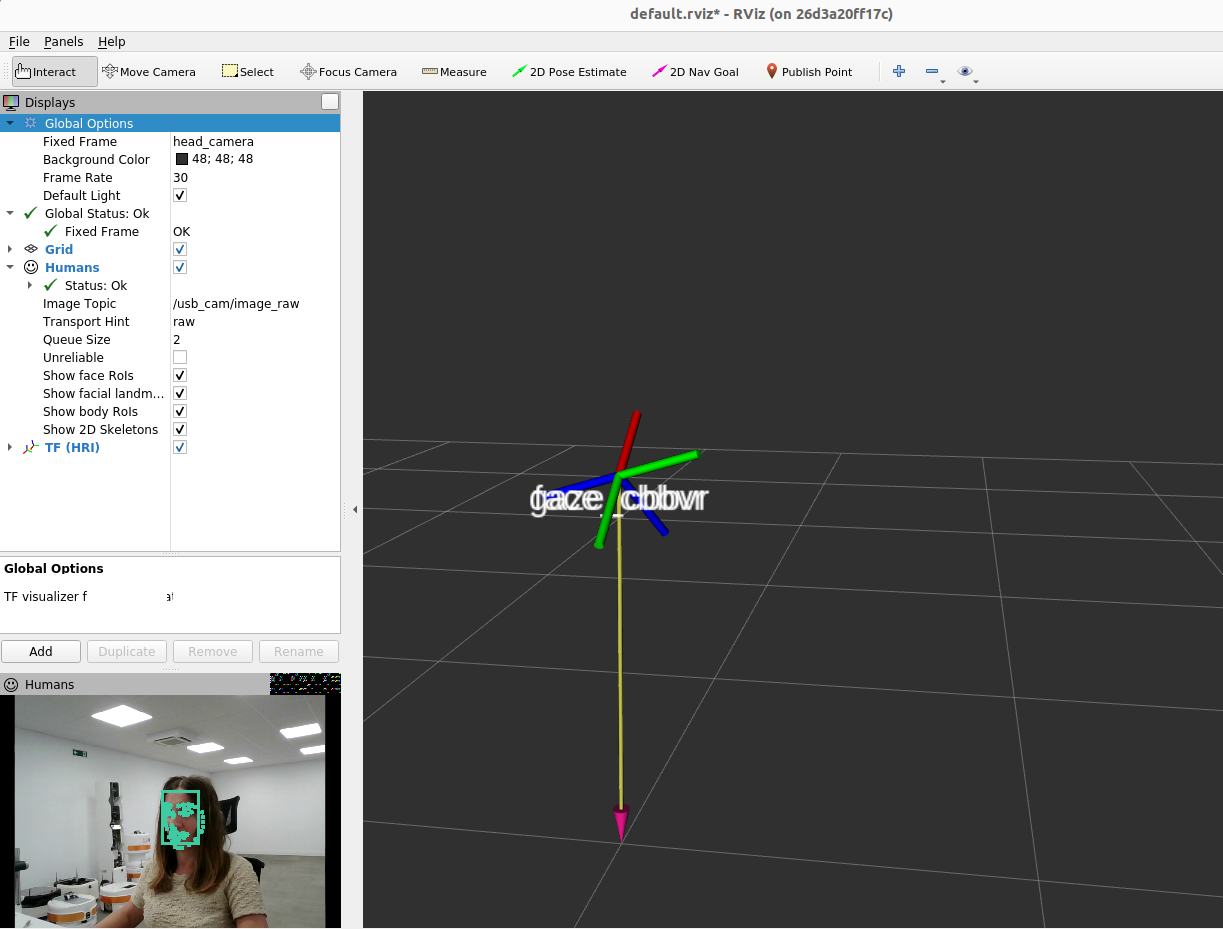 default.rviz* - RViz (on 26d3a20ff17c)
File Panels Help
Interact Move Camera Select Focus Camera Measure 2D Pose Estimate 2D Nav Goal Publish Point
Displays
Global Options
Fixed Frame head_camera
Background Color 48; 48; 48
Frame Rate 30
Default Light
Global Status: Ok
Fixed Frame OK
Grid
Humans
Status: Ok
Image Topic /usb_cam/image_raw
Transport Hint raw
Queue Size 2
Unreliable
Show face RoIs
Show facial landm...
Show body RoIs
Show 2D Skeletons
TF (HRI)
Global Options
TF visualizer f
Add Duplicate Remove Rename
Humans